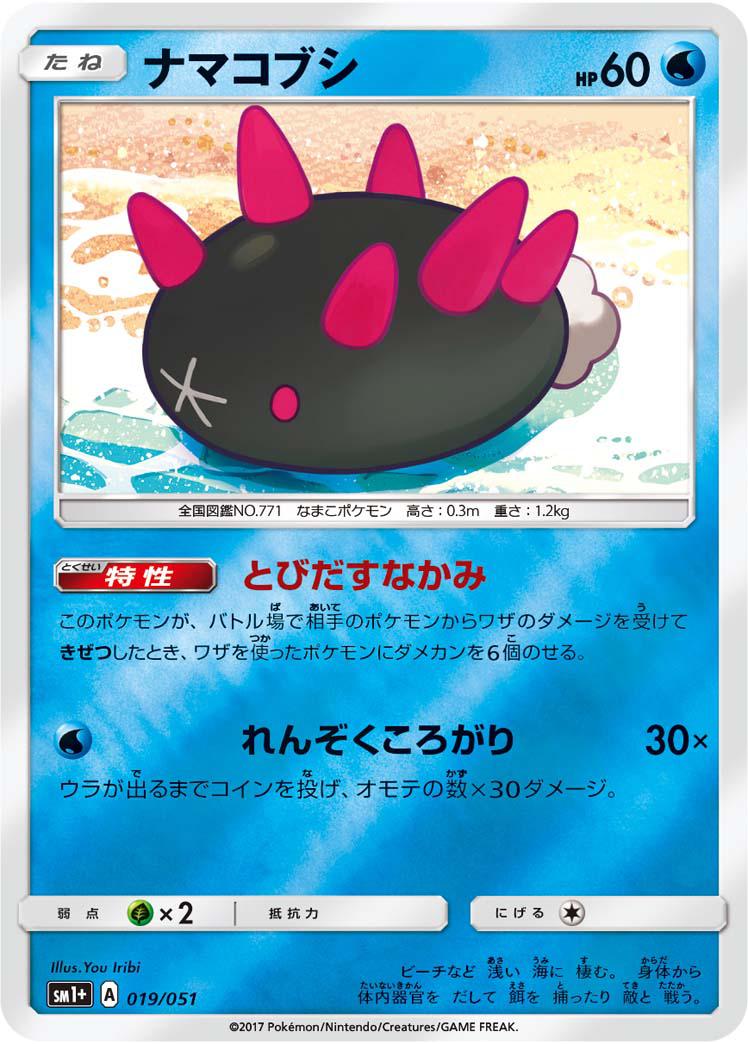 たね ナマコブシ HP60
全国図鑑NO.771 なまこポケモン 高さ:0.3m 重さ:1.2kg
とくせい 特性 とびだすなかみ
このポケモンが、バトル場で相手のポケモンからワザのダメージを受けて
きぜつしたとき、ワザを使ったポケモンにダメカンを6個のせる。
れんぞくころがり 30×
ウラが出るまでコインを投げ、オモテの数×30ダメージ。
弱点 ×2 抵抗力 にげる
Illus.You Iribi
SM1+ A 019/051
ビーチなど 浅い 海に 棲む。 身体から
体内器官を だして 餌を 捕ったり 敵と 戦う。
©2017 Pokémon/Nintendo/Creatures/GAME FREAK.